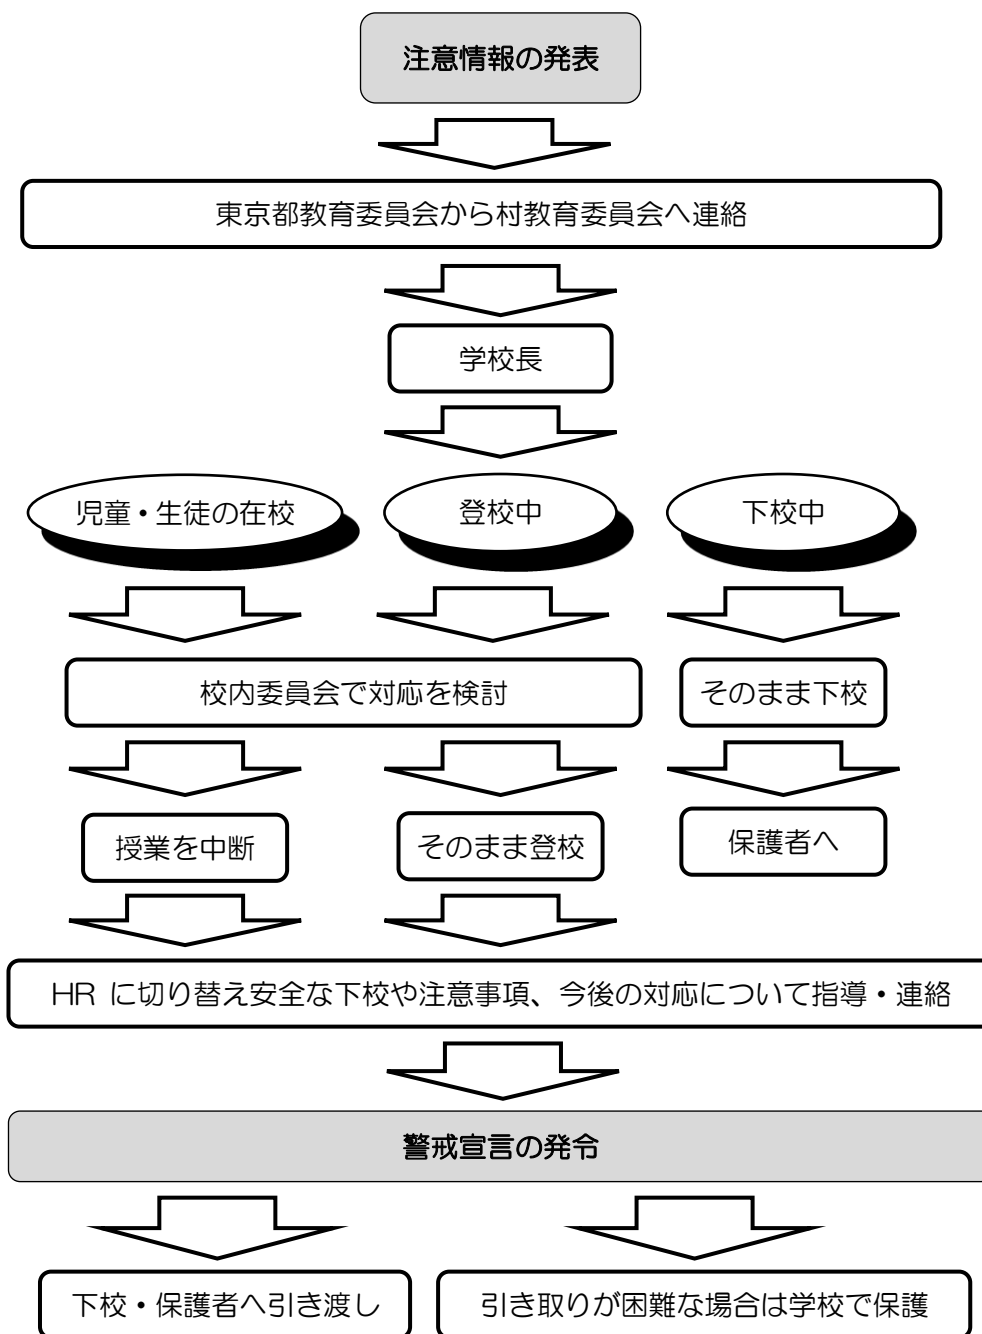 注意情報の発表
東京都教育委員会から村教育委員会へ連絡
学校長
児童・生徒の在校
登校中
下校中
校内委員会で対応を検討
そのまま下校
授業を中断
そのまま登校
保護者へ
HR に切り替え安全な下校や注意事項、今後の対応について指導・連絡
警戒宣言の発令
下校・保護者へ引き渡し
引き取りが困難な場合は学校で保護